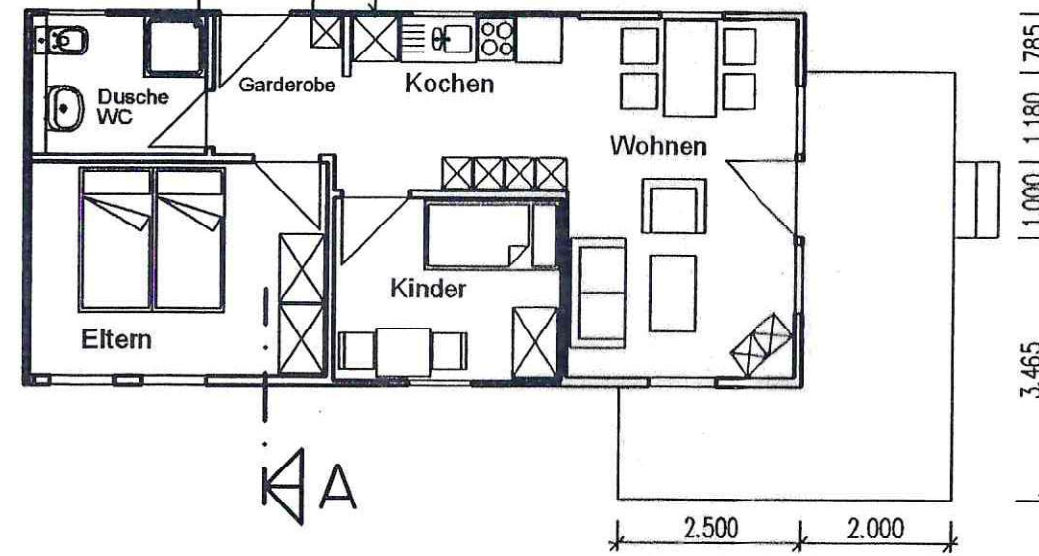 Dusche
WC
Garderobe
Kochen
Wohnen
Kinder
Eltern
A
785
1.180
1.000
3.465
2.500
2.000